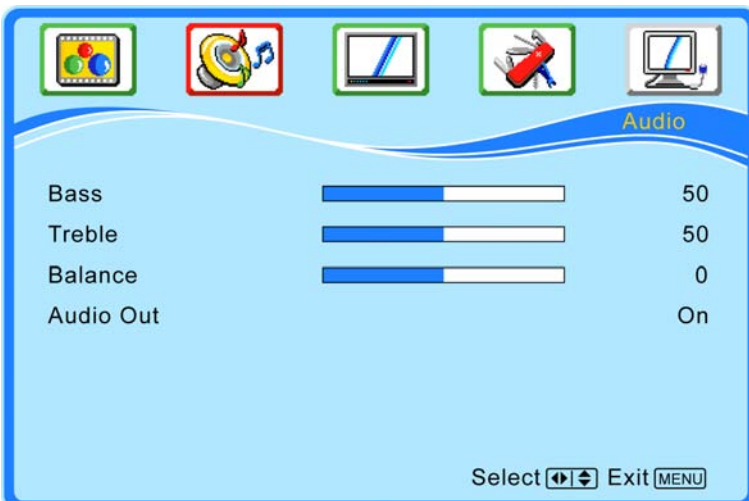 Audio
Bass 50
Treble 50
Balance 0
Audio Out On
Select Exit MENU